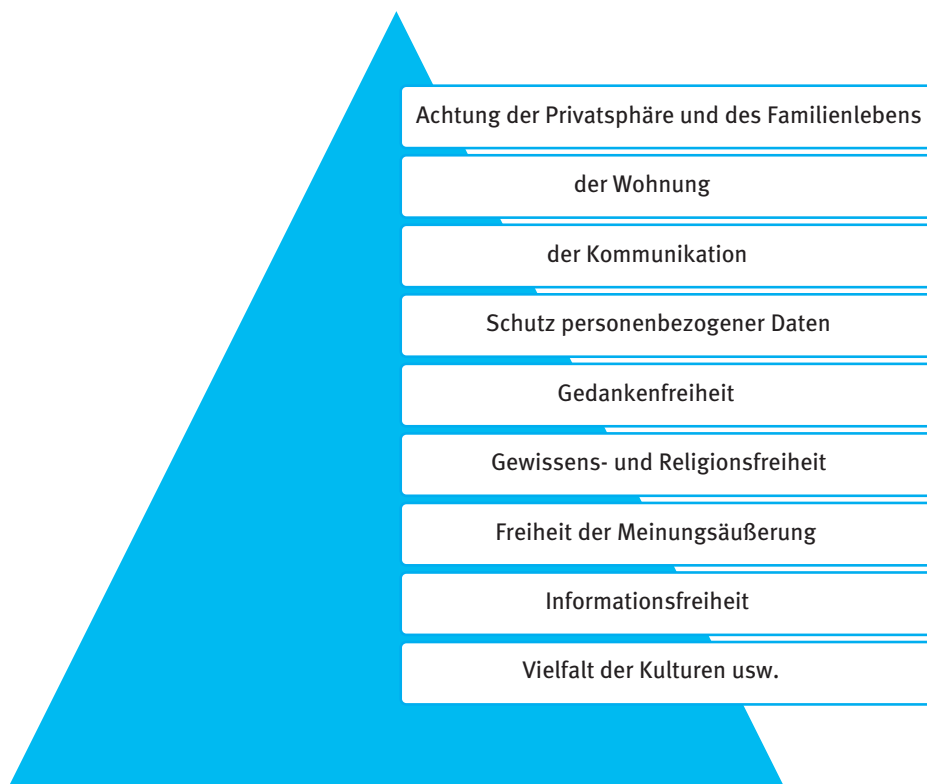 Achtung der Privatsphäre und des Familienlebens
der Wohnung
der Kommunikation
Schutz personenbezogener Daten
Gedankenfreiheit
Gewissens- und Religionsfreiheit
Freiheit der Meinungsäußerung
Informationsfreiheit
Vielfalt der Kulturen usw.